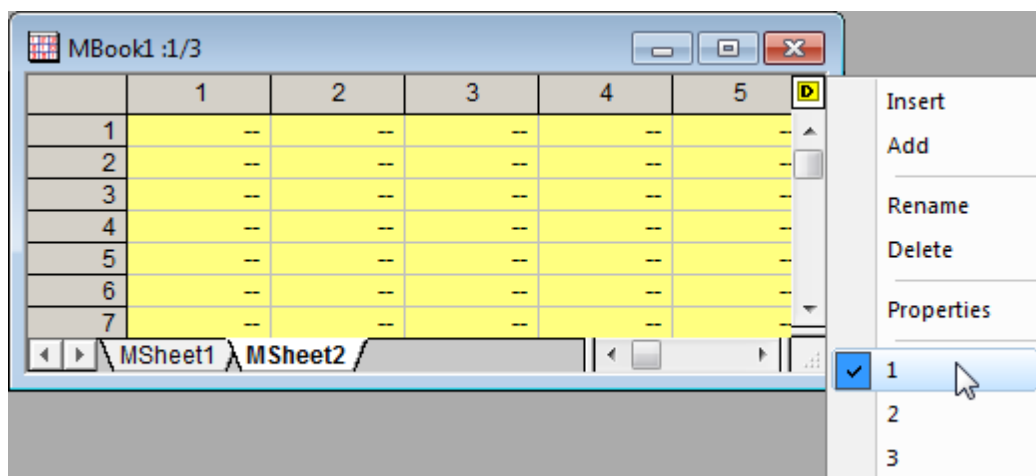 MBook1 :1/3
1 2 3 4 5 D
1 -- -- -- -- --
2 -- -- -- -- --
3 -- -- -- -- --
4 -- -- -- -- --
5 -- -- -- -- --
6 -- -- -- -- --
7 -- -- -- -- --
MSheet1 MSheet2
Insert
Add
Rename
Delete
Properties
1
2
3